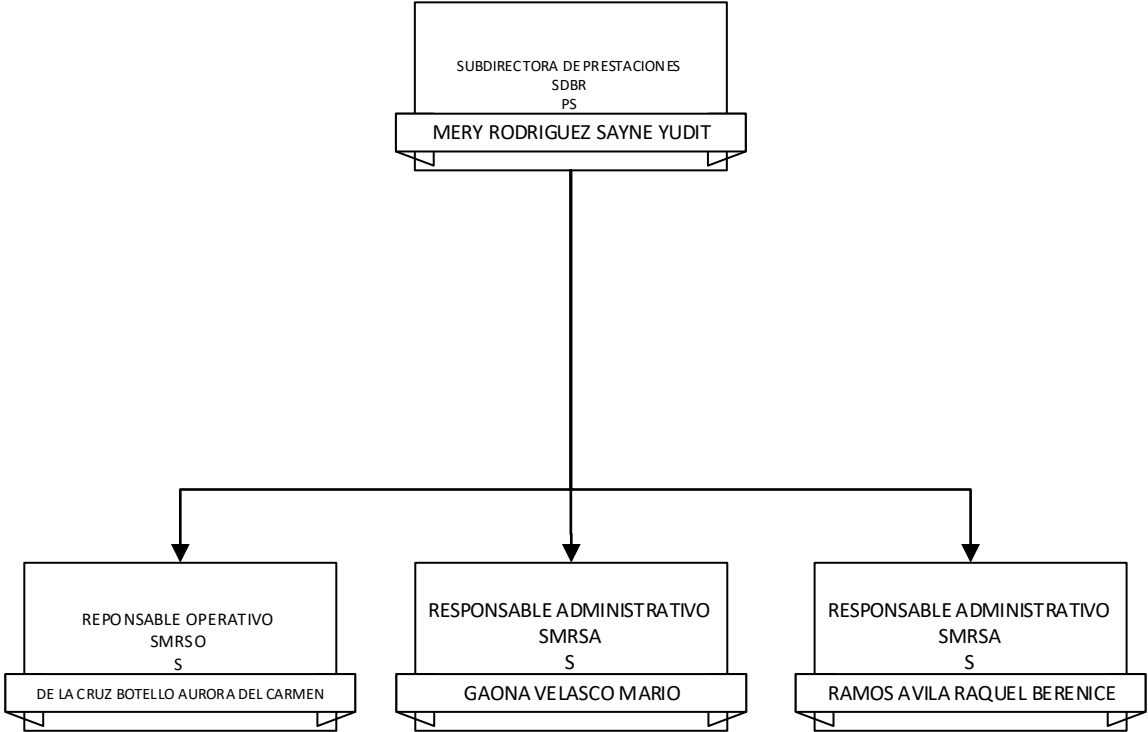 SUBDIRECTORA DE PRESTACIONES
SDBR
PS
MERY RODRIGUEZ SAYNE YUDIT
REPONSABLE OPERATIVO
SMRSO
S
DE LA CRUZ BOTELLO AURORA DEL CARMEN
RESPONSABLE ADMINISTRATIVO
SMRSA
S
GAONA VELASCO MARIO
RESPONSABLE ADMINISTRATIVO
SMRSA
S
RAMOS AVILA RAQUEL BERENICE